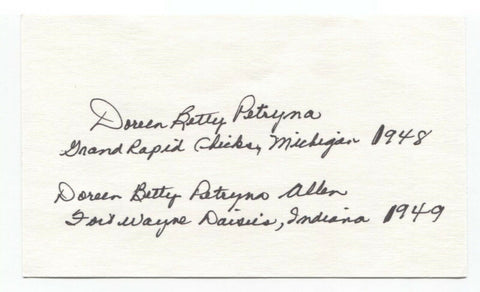 Doreen Betty Petryna
Grand Rapid Chicks, Michigan 1948
Doreen Betty Petryna Allen
Fort Wayne Daisies, Indiana 1949